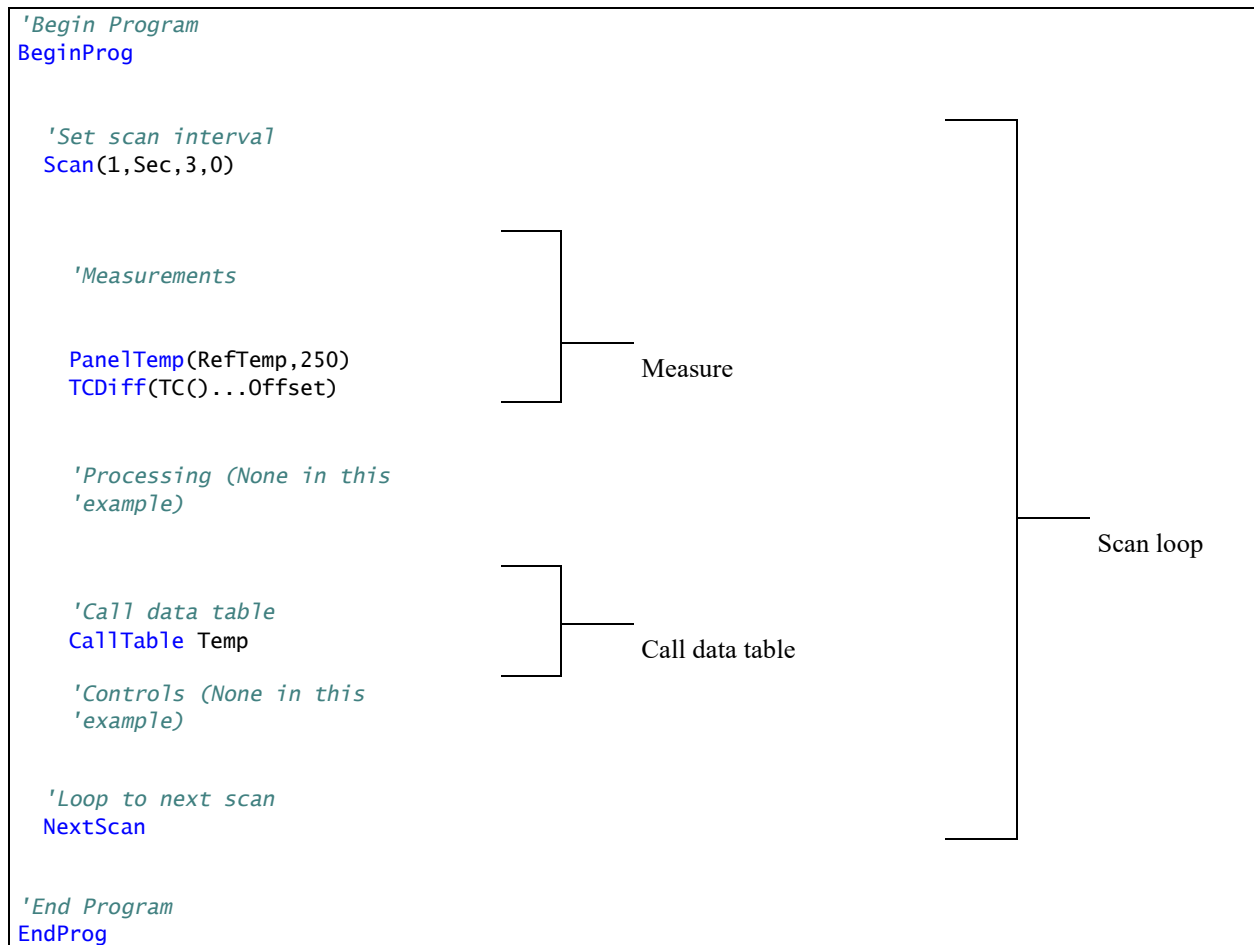 'Begin Program
BeginProg
'Set scan interval
Scan(1,Sec,3,0)
'Measurements
PanelTemp(RefTemp,250)
TCDiff(TC()...Offset)
Measure
'Processing (None in this
'example)
'Call data table
CallTable Temp
Call data table
'Controls (None in this
'example)
'Loop to next scan
NextScan
Scan loop
'End Program
EndProg